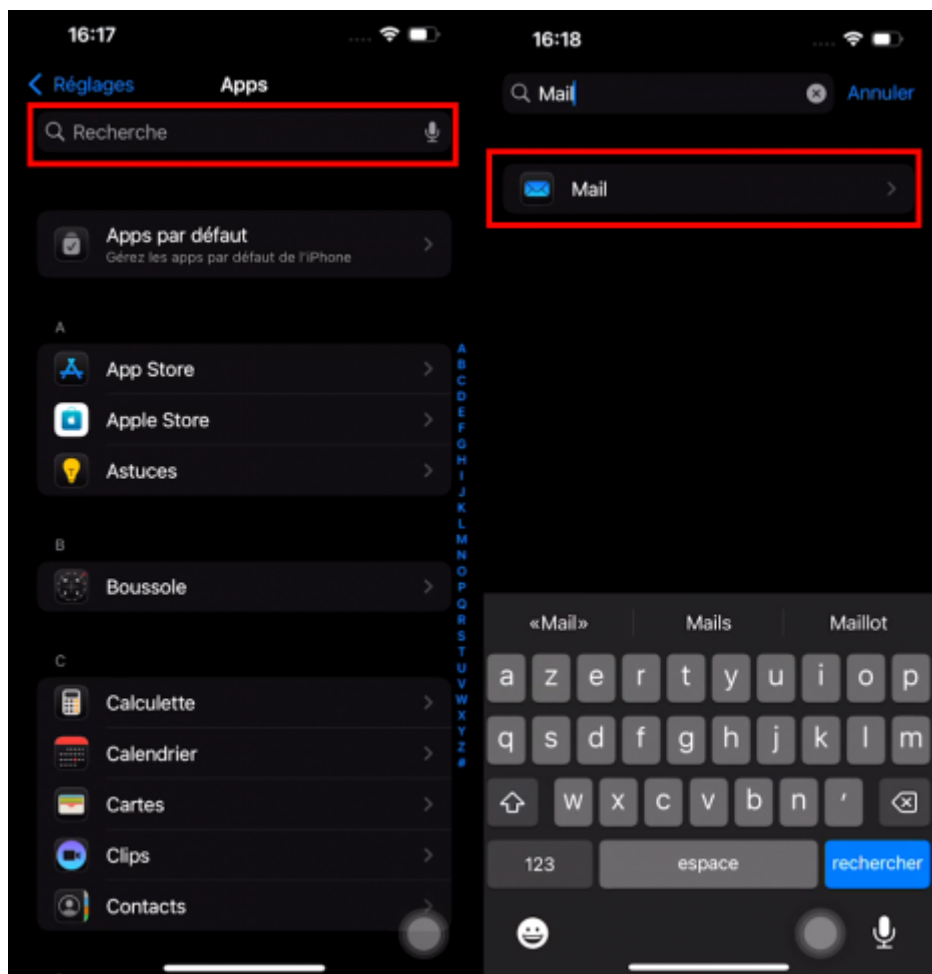 16:17
Réglages
Apps
Recherche
Apps par défaut
Gérez les apps par défaut de l'iPhone
A
App Store
Apple Store
Astuces
B
Boussole
C
Calculette
Calendrier
Cartes
Clips
Contacts
A
B
C
D
E
F
G
H
I
J
K
L
M
N
O
P
Q
R
S
T
U
V
W
X
Y
Z
#
16:18
Mail
Annuler
Mail
«Mail» Mails Maillot
a z e r t y u i o p
q s d f g h j k l m
w x c v b n '
123 espace rechercher